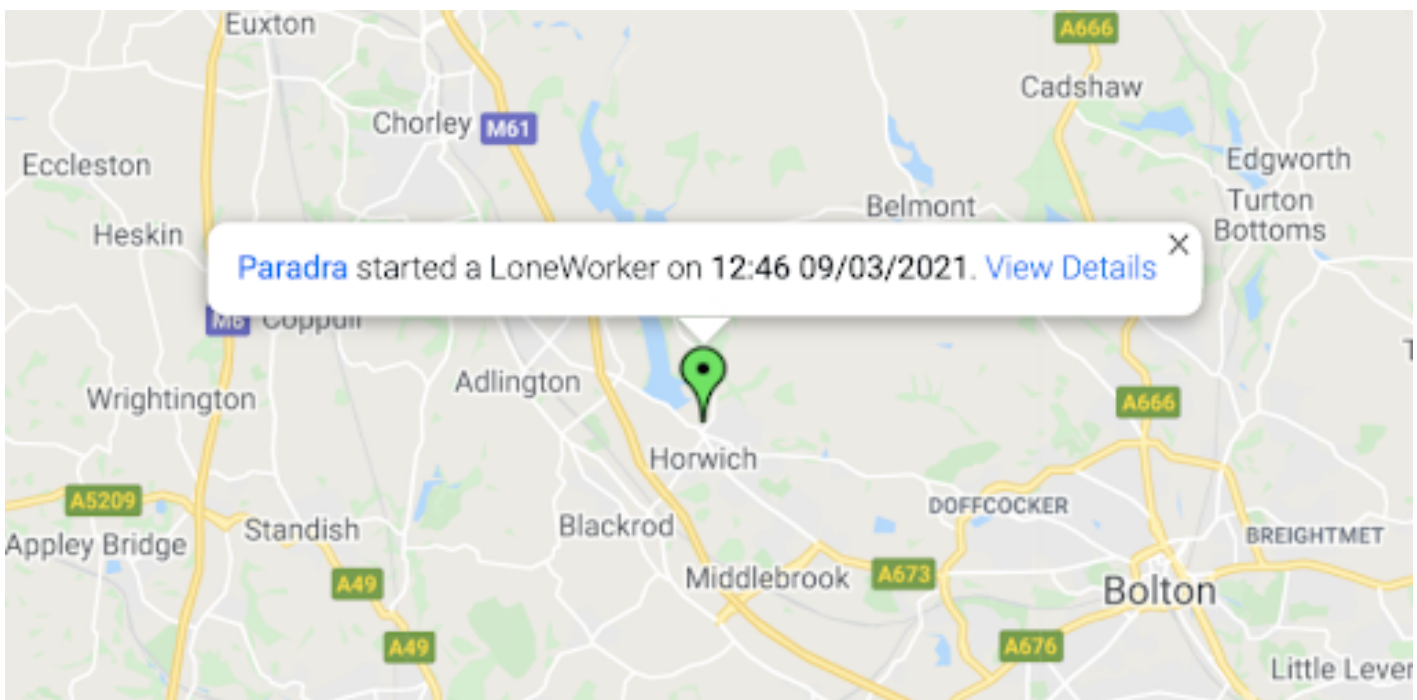 Euxton
A666
Cadshaw
Chorley
M61
Eccleston
Edgworth
Belmont
Turton
Bottoms
Heskin
Paradra started a LoneWorker on 12:46 09/03/2021. View Details
M6
Coppull
Adlington
Wrightington
A666
Horwich
A5209
DOFFCOCKER
Standish
Blackrod
Appley Bridge
BREIGHTMET
A49
Middlebrook
A673
Bolton
A49
A676
Little Lever